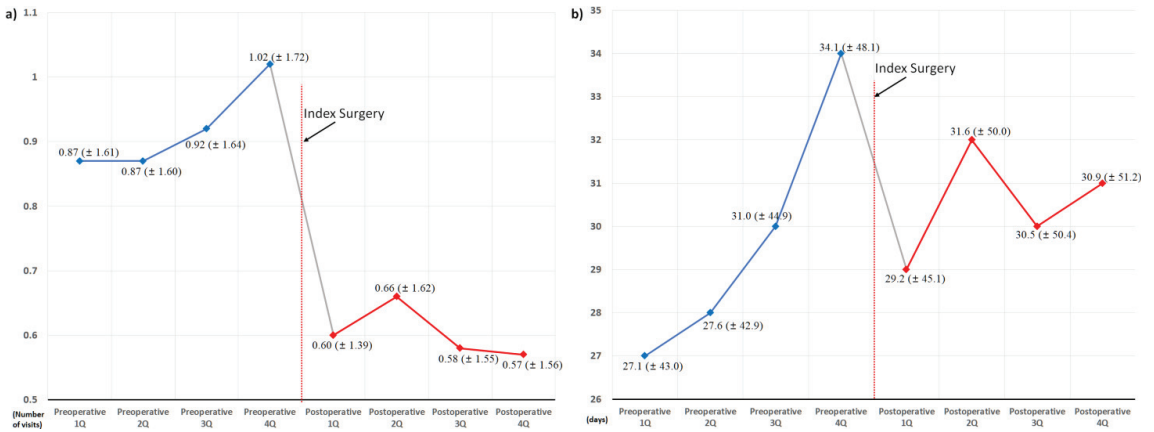 a)
1.1
1
0.9
0.8
0.7
0.6
0.5
0.87 (± 1.61)
0.87 (± 1.60)
0.92 (± 1.64)
1.02 (± 1.72)
Index Surgery
0.60 (± 1.39)
0.66 (± 1.62)
0.58 (± 1.55)
0.57 (± 1.56)
(Number
of visits)
Preoperative
1Q
Preoperative
2Q
Preoperative
3Q
Preoperative
4Q
Postoperative
1Q
Postoperative
2Q
Postoperative
3Q
Postoperative
4Q
b)
35
34
33
32
31
30
29
28
27
26
27.1 (± 43.0)
27.6 (± 42.9)
31.0 (± 44.9)
34.1 (± 48.1)
Index Surgery
29.2 (± 45.1)
31.6 (± 50.0)
30.5 (± 50.4)
30.9 (± 51.2)
(days)
Preoperative
1Q
Preoperative
2Q
Preoperative
3Q
Preoperative
4Q
Postoperative
1Q
Postoperative
2Q
Postoperative
3Q
Postoperative
4Q